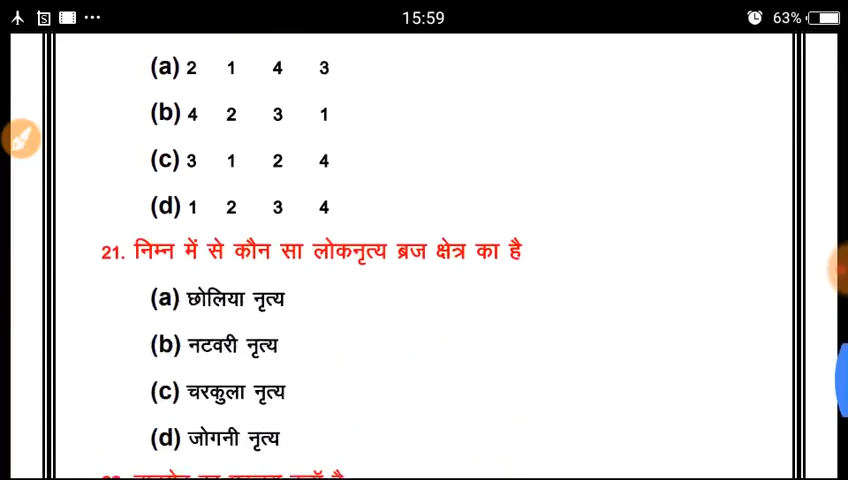 15:59
63%
(a) 2 1 4 3
(b) 4 2 3 1
(c) 3 1 2 4
(d) 1 2 3 4
21. निम्न में से कौन सा लोकनृत्य ब्रज क्षेत्र का है
(a) छोलिया नृत्य
(b) नटवरी नृत्य
(c) चरकुला नृत्य
(d) जोगनी नृत्य